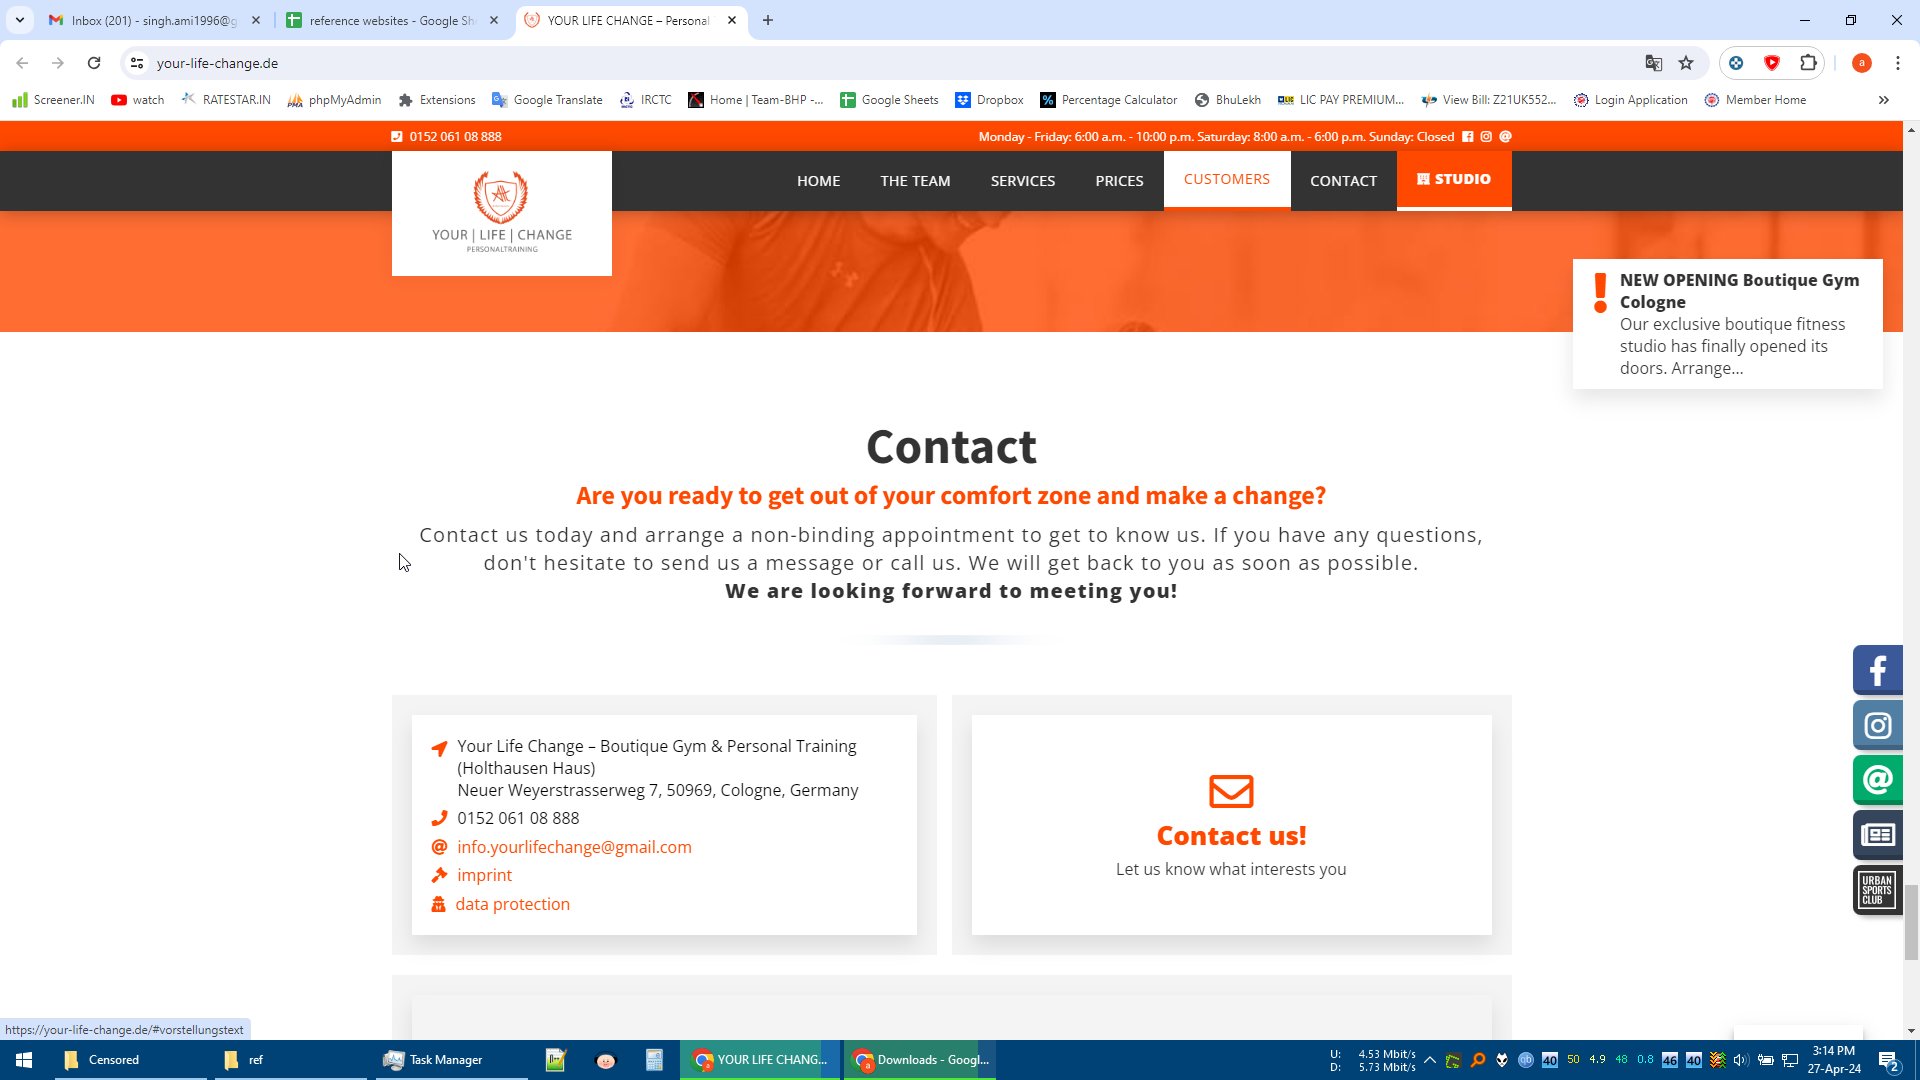 Inbox (201) - singh.ami1996@g
reference websites - Google She
YOUR LIFE CHANGE – Personal T
your-life-change.de
a
Screener.IN
watch
RATESTAR.IN
phpMyAdmin
Extensions
Google Translate
IRCTC
Home | Team-BHP -...
Google Sheets
Dropbox
Percentage Calculator
BhuLekh
LIC PAY PREMIUM...
View Bill: Z21UK552...
Login Application
Member Home
0152 061 08 888
Monday - Friday: 6:00 a.m. - 10:00 p.m. Saturday: 8:00 a.m. - 6:00 p.m. Sunday: Closed
HOME
THE TEAM
SERVICES
PRICES
CUSTOMERS
CONTACT
STUDIO
YOUR | LIFE | CHANGE
PERSONALTRAINING
NEW OPENING Boutique Gym
Cologne
Our exclusive boutique fitness
studio has finally opened its
doors. Arrange...
Contact
Are you ready to get out of your comfort zone and make a change?
Contact us today and arrange a non-binding appointment to get to know us. If you have any questions,
don't hesitate to send us a message or call us. We will get back to you as soon as possible.
We are looking forward to meeting you!
Your Life Change – Boutique Gym & Personal Training
(Holthausen Haus)
Neuer Weyerstrasserweg 7, 50969, Cologne, Germany
0152 061 08 888
info.yourlifechange@gmail.com
imprint
data protection
Contact us!
Let us know what interests you
URBAN
SPORTS
CLUB
https://your-life-change.de/#vorstellungstext
Censored
ref
Task Manager
YOUR LIFE CHANG...
Downloads - Googl...
U: 4.53 Mbit/s
D: 5.73 Mbit/s
40
50
4.9
48
0.8
46
40
3:14 PM
27-Apr-24
2